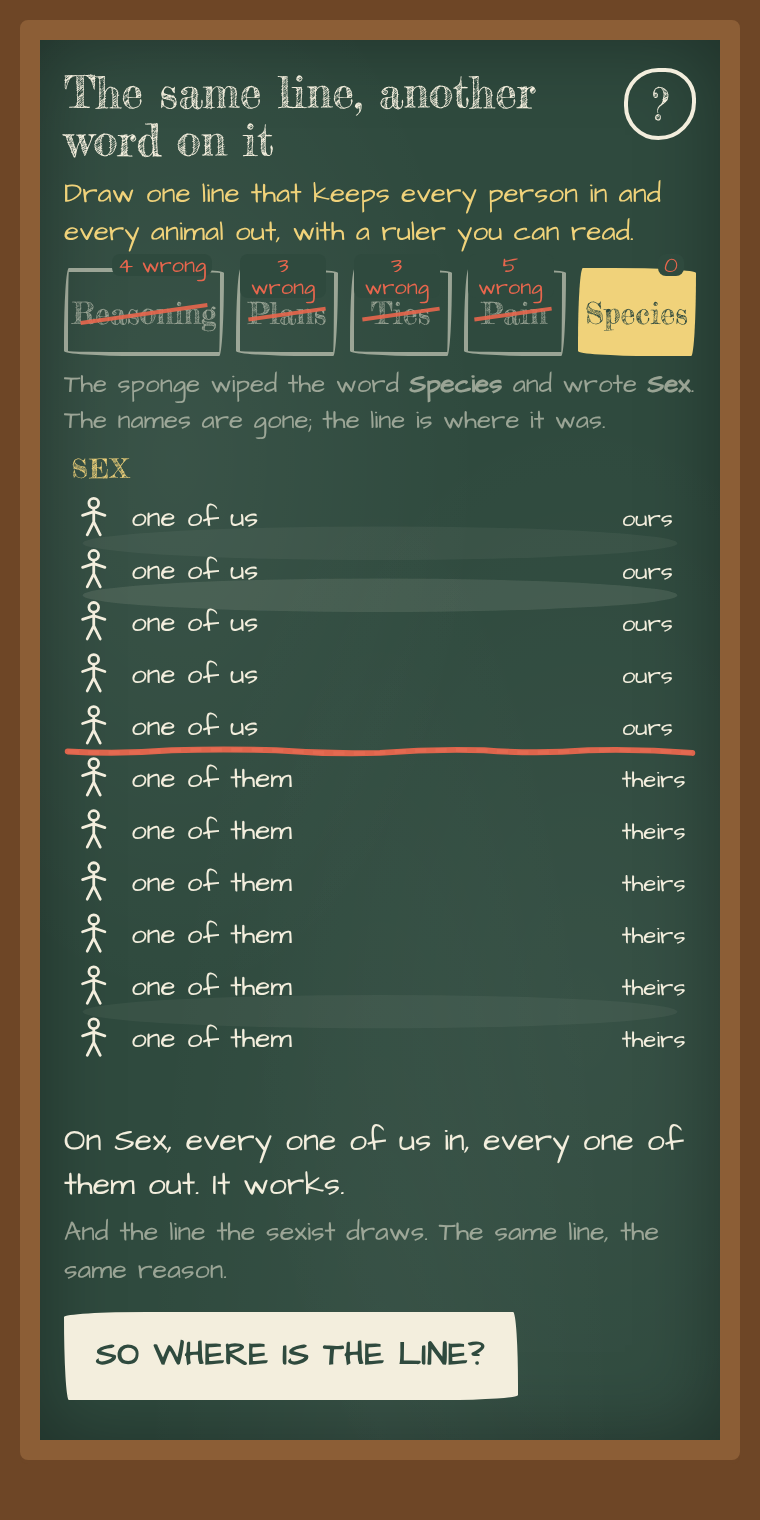 The same line, another
word on it
?
Draw one line that keeps every person in and
every animal out, with a ruler you can read.
4 wrong
3 wrong
3 wrong
5 wrong
0
Reasoning
Plans
Ties
Pain
Species
The sponge wiped the word Species and wrote Sex.
The names are gone; the line is where it was.
SEX
one of us ours
one of us ours
one of us ours
one of us ours
one of us ours
one of them theirs
one of them theirs
one of them theirs
one of them theirs
one of them theirs
one of them theirs
On Sex, every one of us in, every one of
them out. It works.
And the line the sexist draws. The same line, the
same reason.
SO WHERE IS THE LINE?